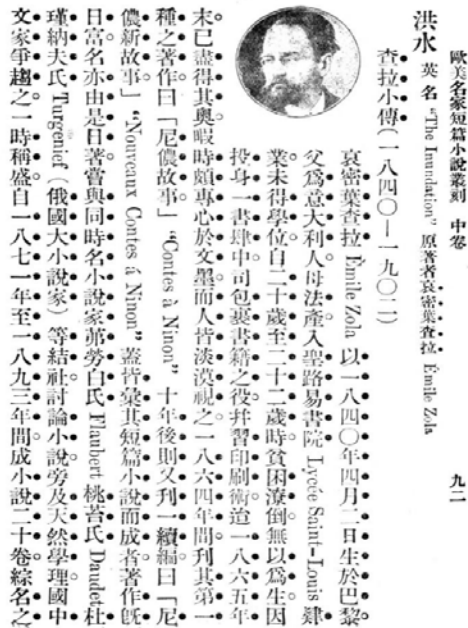 歐美名家短篇小說叢刻　中卷　九二
洪水　英名 "The Inundation" 原著者哀密葉查拉 Émile Zola
查拉小傳(一八四〇—一九〇二)
哀密葉查拉 Émile Zola 以一八四〇年四月二日生於巴黎
父爲意大利人母法產入聖路易書院 Lycée Saint-Louis 肄
業未得學位自二十歲至二十二歲時貧困潦倒無以爲生因
投身一書肆中司包裹書籍之役幷習印刷術迨一八六五年
末已盡得其奧暇時頗專心於文墨而人皆淡漠視之一八六四年間刊其第一
種之著作曰「尼儂故事」"Contes à Ninon" 十年後則又刊一續編曰「尼
儂新故事」"Nouveaux Contes à Ninon" 蓋皆彙其短篇小說而成者著作旣
日富名亦由是日著嘗與同時名小說家茀勞白氏 Flaubert 桃苔氏 Daudet 杜
瑾納夫氏 Turgenief (俄國大小說家) 等結社討論小說旁及天然學理國中
文家爭趨之一時稱盛自一八七一年至一八九三年間成小說二十卷綜名之